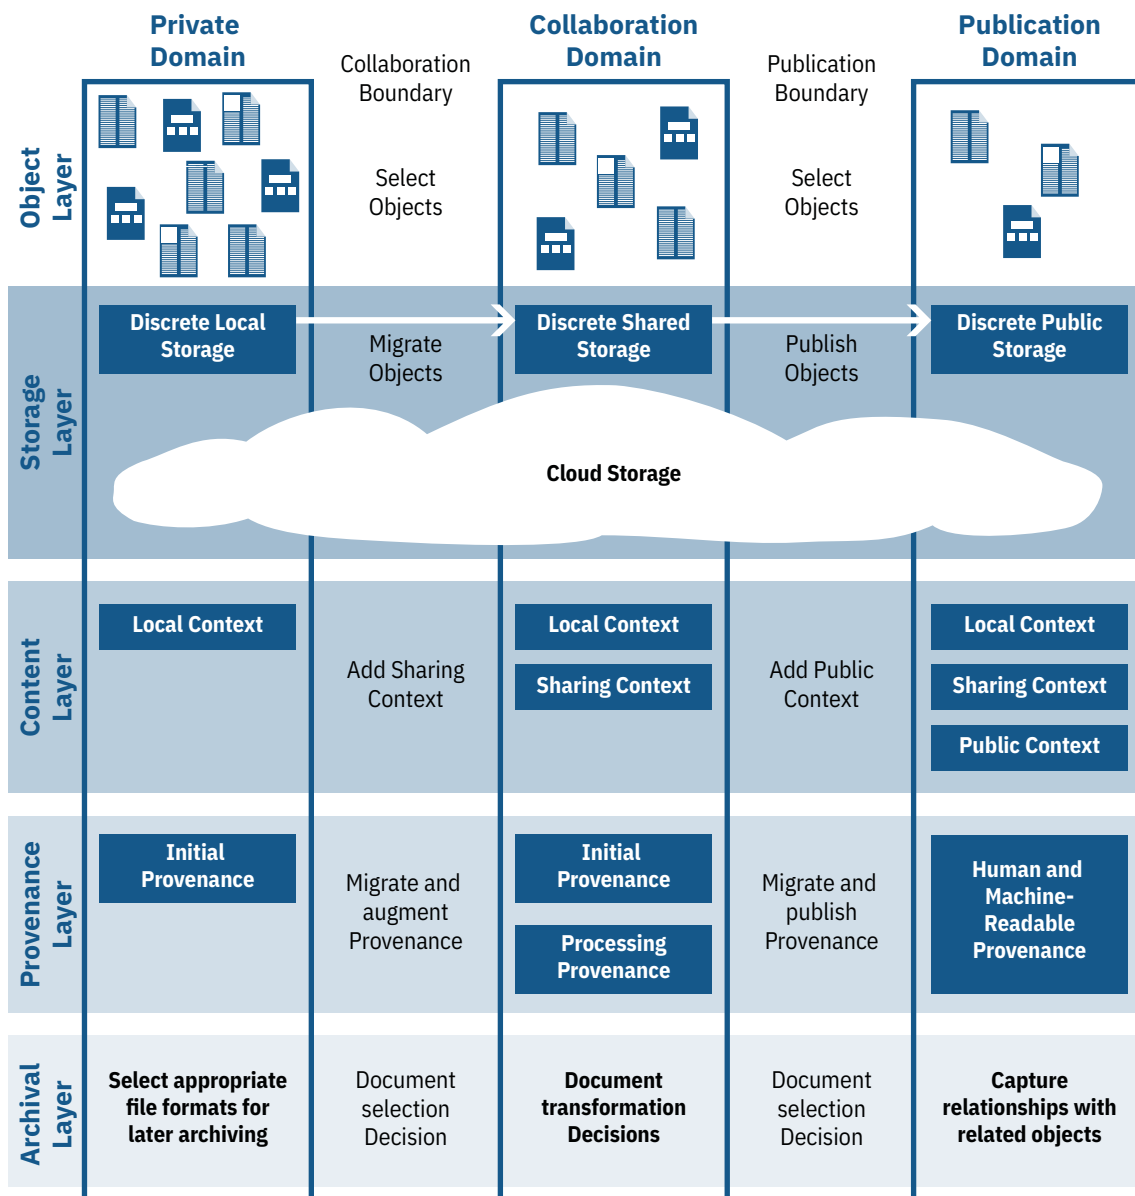 Private
Domain
Collaboration
Boundary
Collaboration
Domain
Publication
Boundary
Publication
Domain
Object
Layer
Select
Objects
Select
Objects
Storage
Layer
Discrete Local
Storage
Migrate
Objects
Discrete Shared
Storage
Publish
Objects
Discrete Public
Storage
Cloud Storage
Content
Layer
Local Context
Add Sharing
Context
Local Context
Sharing Context
Add Public
Context
Local Context
Sharing Context
Public Context
Provenance
Layer
Initial
Provenance
Migrate and
augment
Provenance
Initial
Provenance
Processing
Provenance
Migrate and
publish
Provenance
Human and
Machine-
Readable
Provenance
Archival
Layer
Select appropriate
file formats for
later archiving
Document
selection
Decision
Document
transformation
Decisions
Document
selection
Decision
Capture
relationships with
related objects